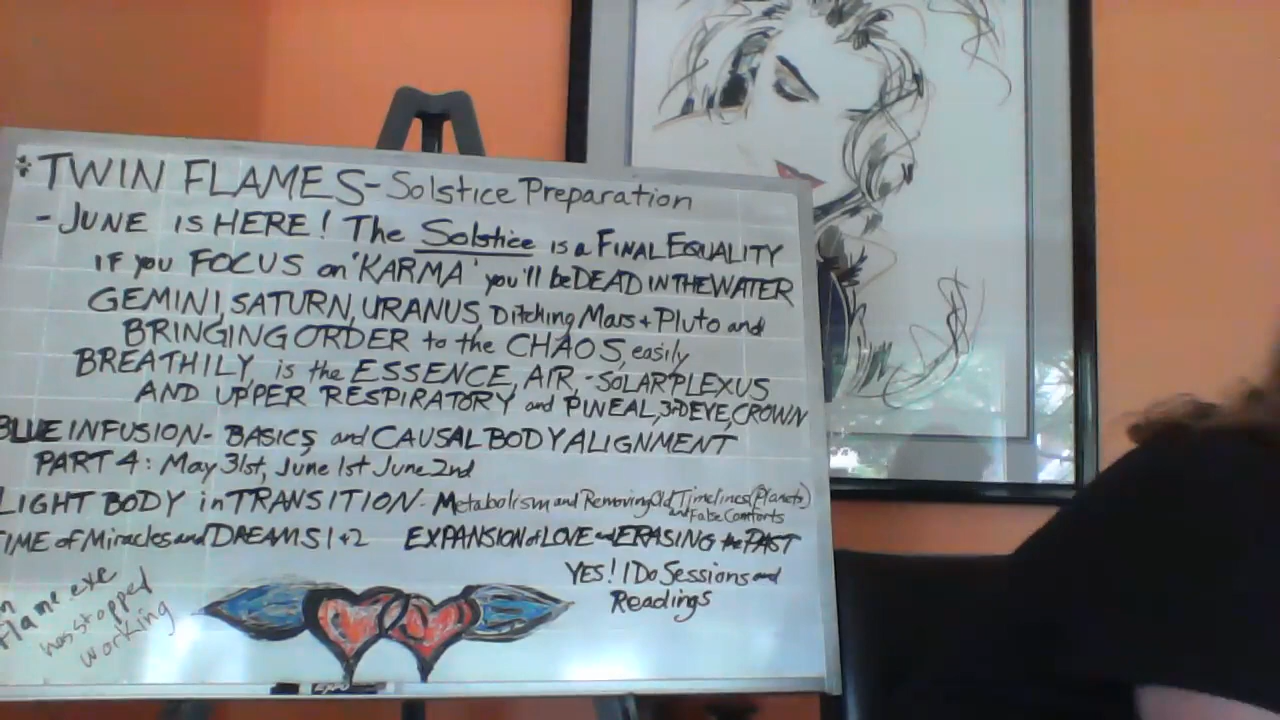 * TWIN FLAMES - Solstice Preparation
- JUNE IS HERE! The Solstice is a FINAL EQUALITY
IF you FOCUS on 'KARMA' you'll be DEAD IN THE WATER
GEMINI, SATURN, URANUS, Ditching Mars + Pluto and
BRINGING ORDER to the CHAOS, easily
BREATHILY is the ESSENCE, AIR, - SOLAR PLEXUS
AND UPPER RESPIRATORY and PINEAL, 3rD EYE, CROWN
BLUE INFUSION - BASICS and CAUSAL BODY ALIGNMENT
PART 4: May 31st, June 1st June 2nd
LIGHT BODY in TRANSITION - Metabolism and Removing Old Timelines (Planets)
and False Comforts
TIME of Miracles and DREAMS 1 + 2 EXPANSION of LOVE and ERASING the PAST
YES! I Do Sessions and
Readings
Flame exe
has stopped
working
EXPO